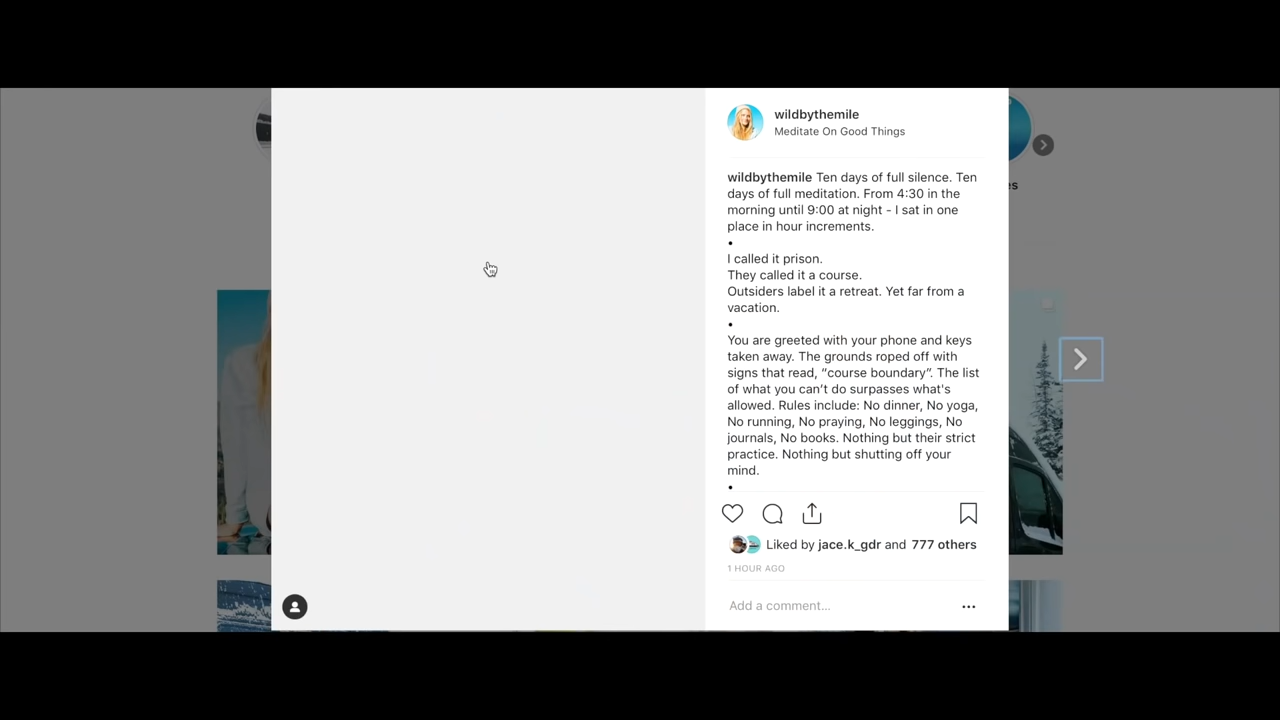 wildbythemile
Meditate On Good Things
wildbythemile Ten days of full silence. Ten
days of full meditation. From 4:30 in the
morning until 9:00 at night - I sat in one
place in hour increments.
•
I called it prison.
They called it a course.
Outsiders label it a retreat. Yet far from a
vacation.
•
You are greeted with your phone and keys
taken away. The grounds roped off with
signs that read, “course boundary”. The list
of what you can’t do surpasses what's
allowed. Rules include: No dinner, No yoga,
No running, No praying, No leggings, No
journals, No books. Nothing but their strict
practice. Nothing but shutting off your
mind.
•
Liked by jace.k_gdr and 777 others
1 HOUR AGO
Add a comment...
es